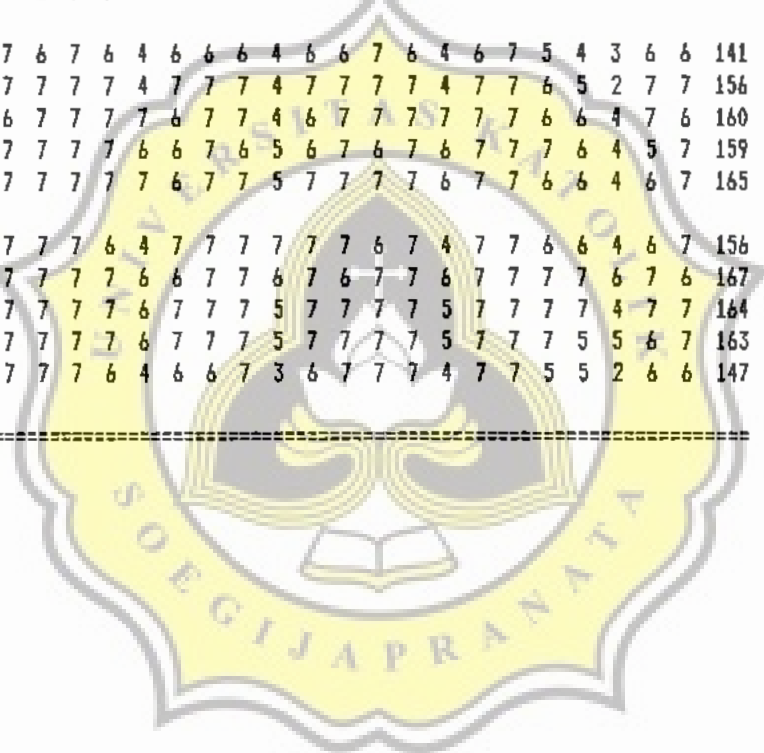 7 6 7 6 4 6 6 6 4 6 6 7 6 4 6 7 5 4 3 6 6 141
7 7 7 7 4 7 7 7 4 7 7 7 7 4 7 7 6 5 2 7 7 156
6 7 7 7 7 6 7 7 4 6 7 7 7 7 7 7 6 6 4 7 6 160
7 7 7 7 6 6 7 6 5 6 7 6 7 6 7 7 7 6 4 5 7 159
7 7 7 7 7 6 7 7 5 7 7 7 7 6 7 7 6 6 4 6 7 165
7 7 7 6 4 7 7 7 7 7 7 6 7 4 7 7 6 6 4 6 7 156
7 7 7 7 6 6 7 7 6 7 6 7 7 6 7 7 7 7 6 7 6 167
7 7 7 7 6 7 7 7 5 7 7 7 7 5 7 7 7 7 4 7 7 164
7 7 7 7 6 7 7 7 5 7 7 7 7 5 7 7 7 5 5 6 7 163
7 7 7 6 4 6 6 7 3 6 7 7 7 4 7 7 5 5 2 6 6 147
UNIVERSITAS KATOLIK
SOEGIJAPRANATA